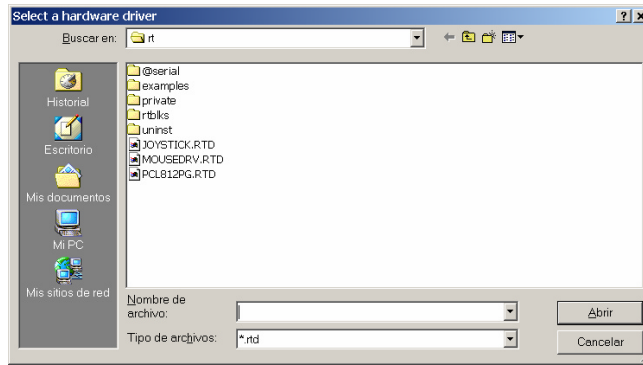 Select a hardware driver
Buscar en: rt
Historial
Escritorio
Mis documentos
Mi PC
Mis sitios de red
@serial
examples
private
rtblks
uninst
JOYSTICK.RTD
MOUSEDRV.RTD
PCL812PG.RTD
Nombre de
archivo:
Abrir
Tipo de archivos: *.rtd
Cancelar